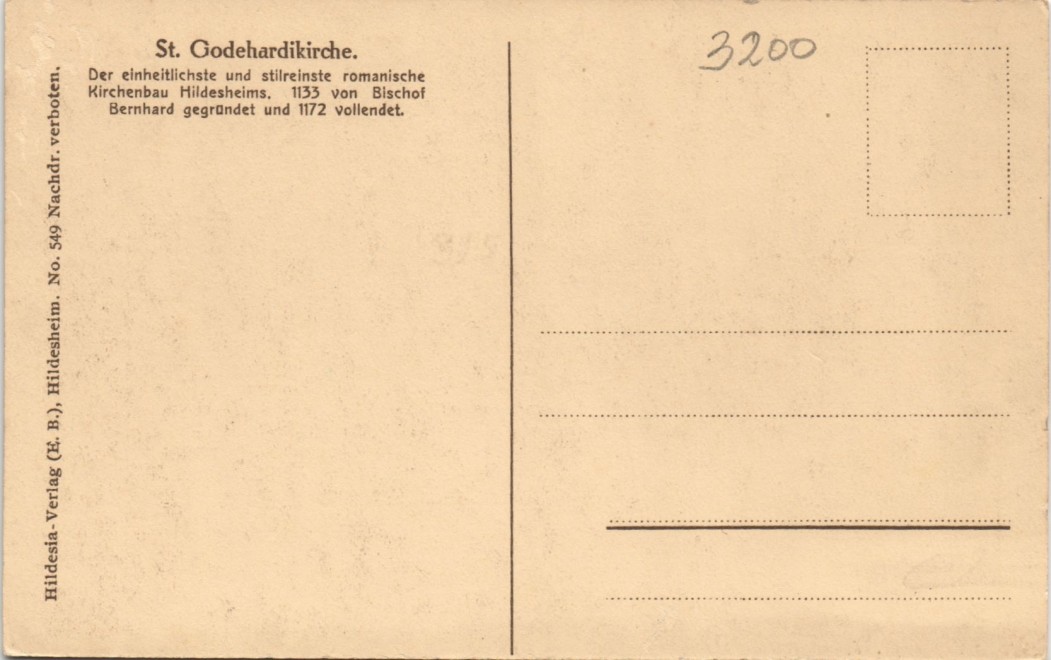 St. Godehardikirche.
Der einheitlichste und stilreinste romanische
Kirchenbau Hildesheims. 1133 von Bischof
Bernhard gegründet und 1172 vollendet.
Hildesia-Verlag (E. B.), Hildesheim. No. 549 Nachdr. verboten.
3200